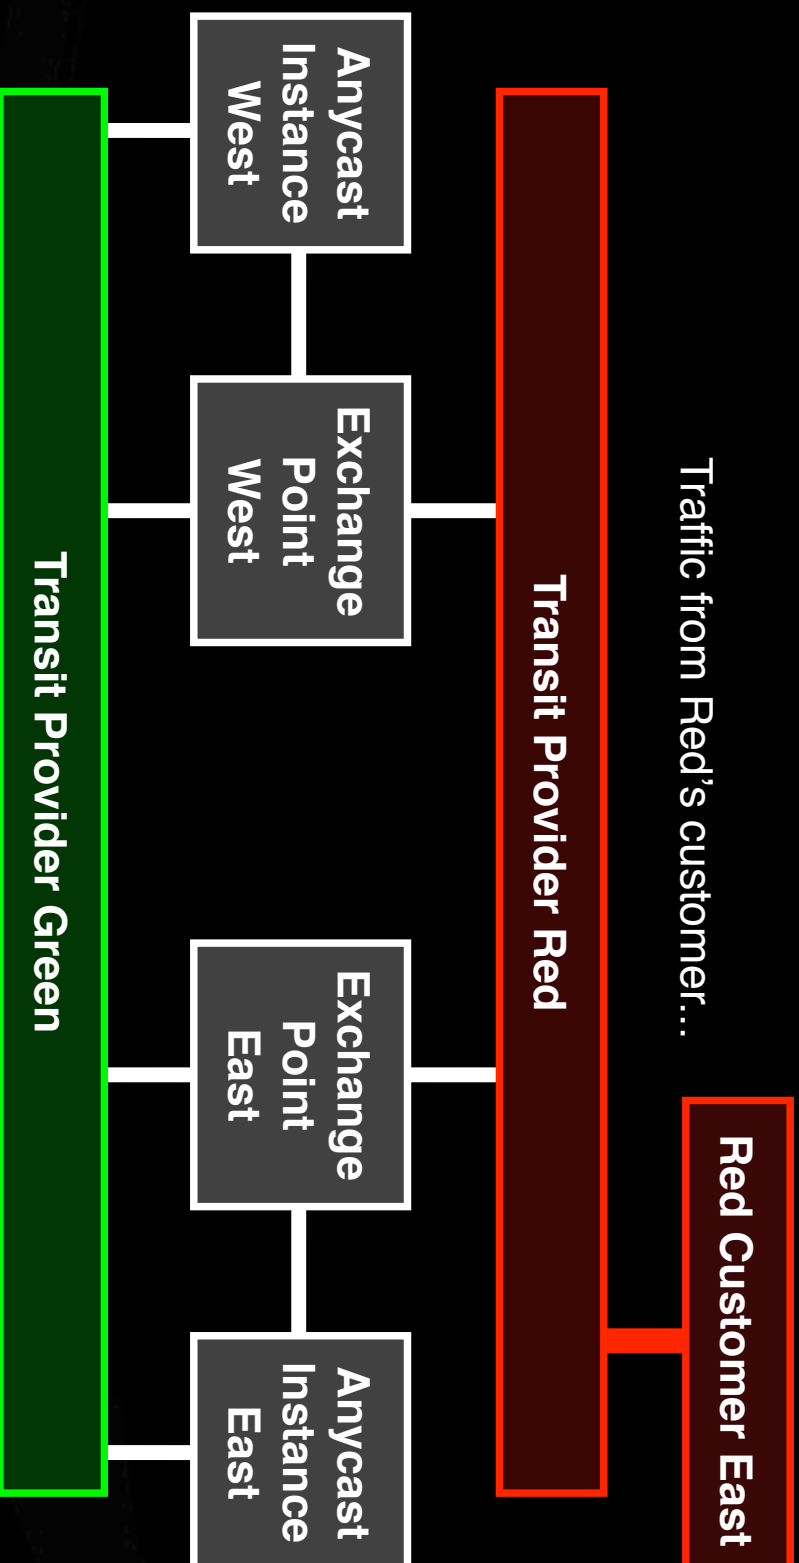 Traffic from Red's customer...
Red Customer East
Transit Provider Red
Anycast
Instance
West
Exchange
Point
West
Exchange
Point
East
Anycast
Instance
East
Transit Provider Green